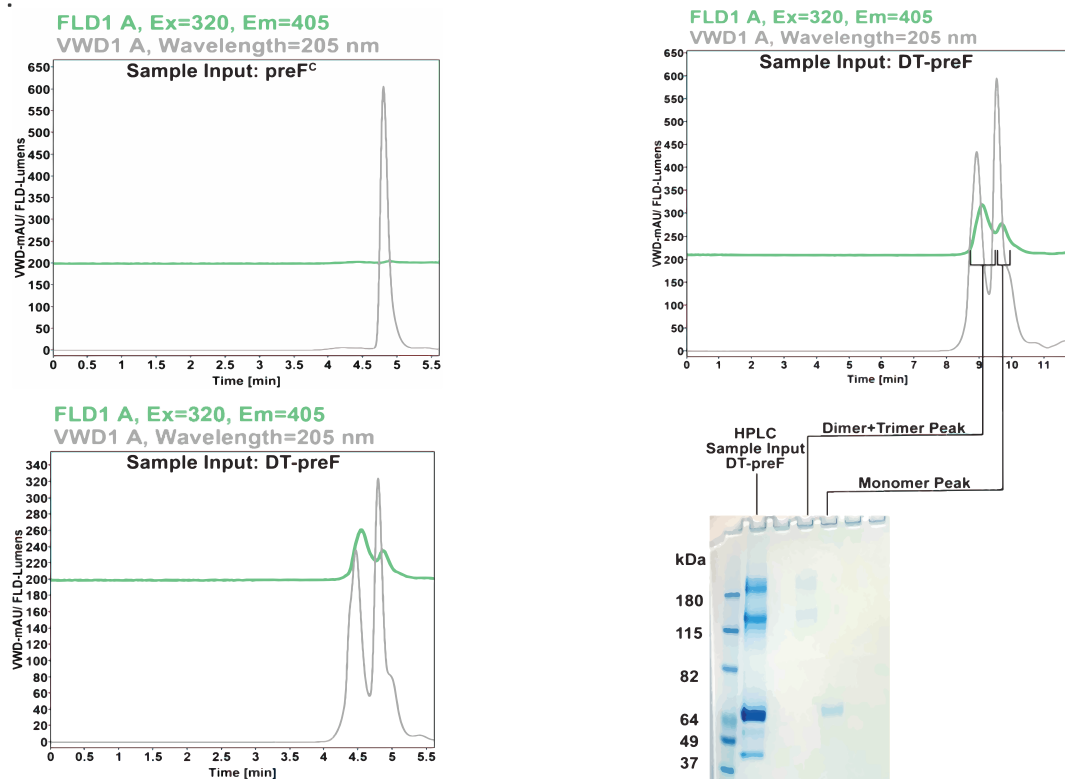 FLD1 A, Ex=320, Em=405
VWD1 A, Wavelength=205 nm
Sample Input: preFC
VWD-mAU/ FLD-Lumens
650
600
550
500
450
400
350
300
250
200
150
100
50
0
0 0.5 1 1.5 2 2.5 3 3.5 4 4.5 5 5.5
Time [min]
FLD1 A, Ex=320, Em=405
VWD1 A, Wavelength=205 nm
Sample Input: DT-preF
VWD-mAU/ FLD-Lumens
340
320
300
280
260
240
220
200
180
160
140
120
100
80
60
40
20
0
0 0.5 1 1.5 2 2.5 3 3.5 4 4.5 5 5.5
Time [min]
FLD1 A, Ex=320, Em=405
VWD1 A, Wavelength=205 nm
Sample Input: DT-preF
VWD-mAU/ FLD-Lumens
650
600
550
500
450
400
350
300
250
200
150
100
50
0
0 1 2 3 4 5 6 7 8 9 10 11
Time [min]
HPLC
Sample Input
DT-preF
Dimer+Trimer Peak
Monomer Peak
kDa
180
115
82
64
49
37